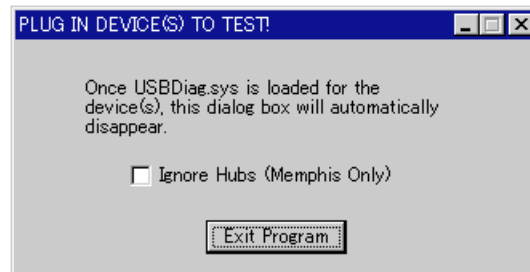 PLUG IN DEVICE(S) TO TEST!
Once USBDiag.sys is loaded for the
device(s), this dialog box will automatically
disappear.
Ignore Hubs (Memphis Only)
Exit Program